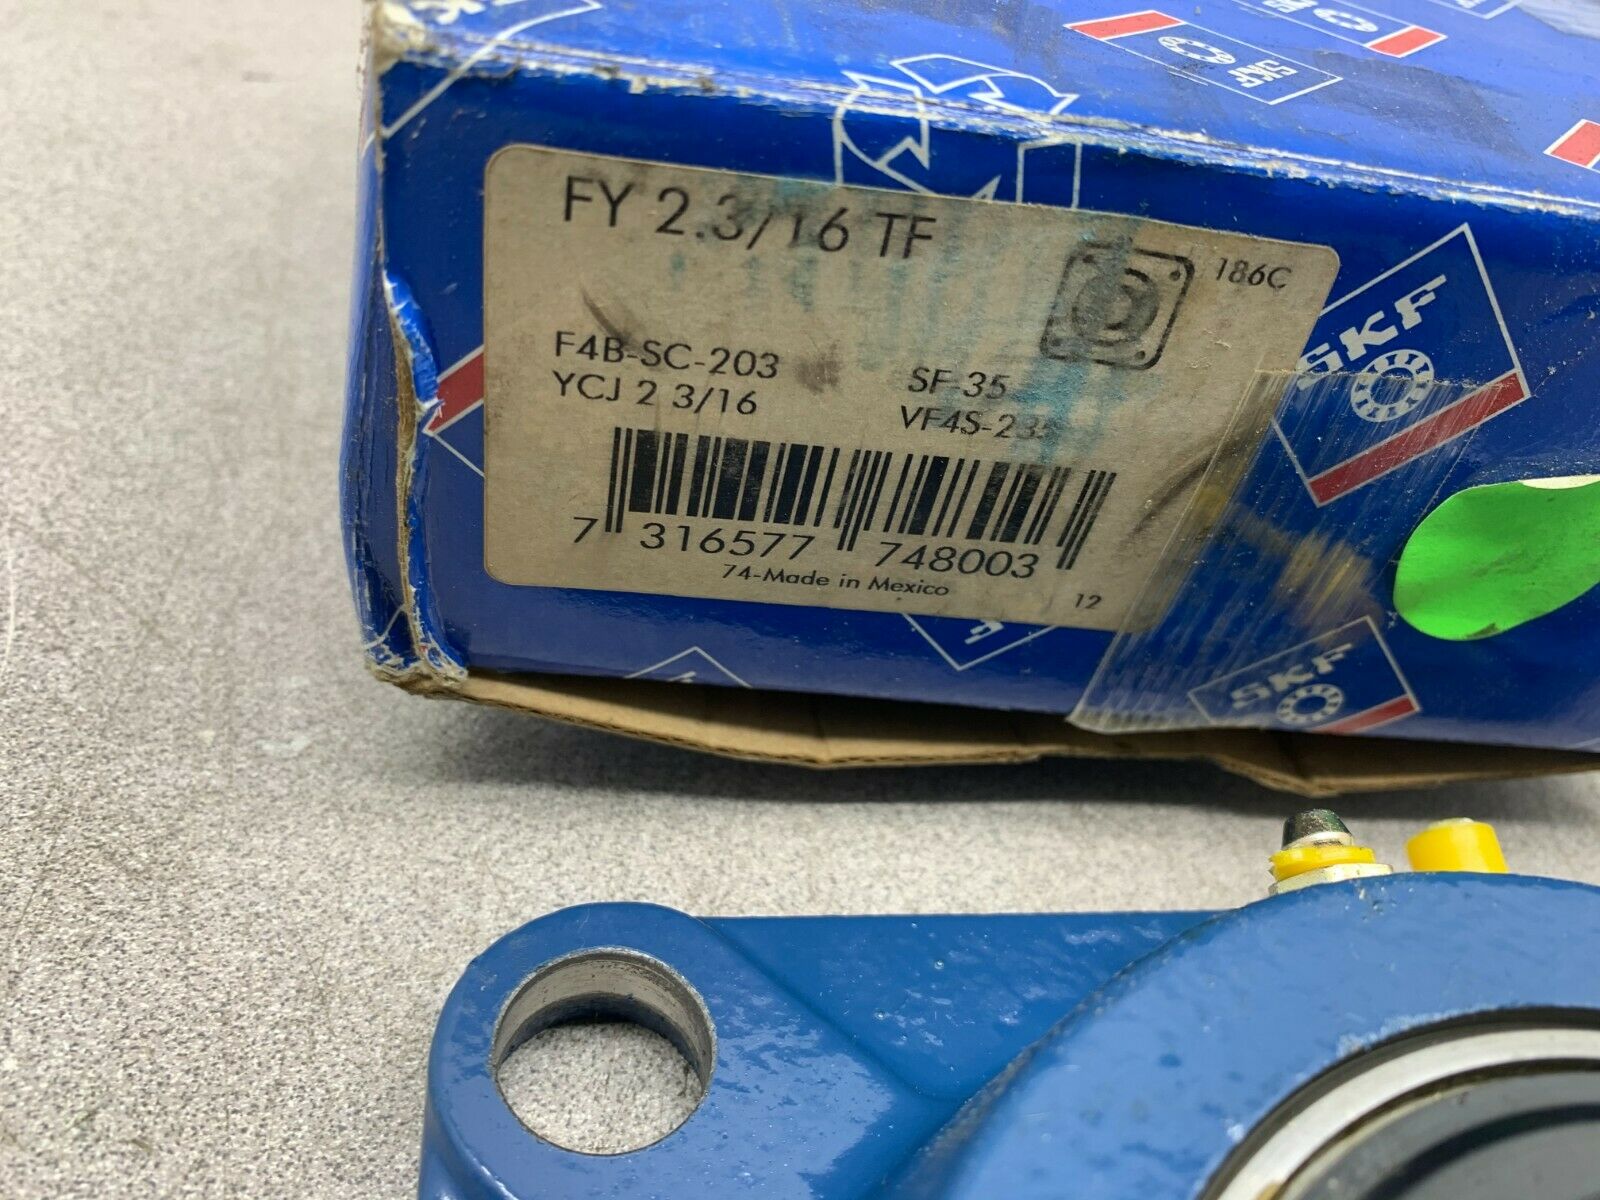 SKF
FY 2.3/16 TF
186C
F4B-SC-203 SF-35
YCJ 2 3/16 VF4S-235
SKF
7 316577 748003
74-Made in Mexico
12
SKF